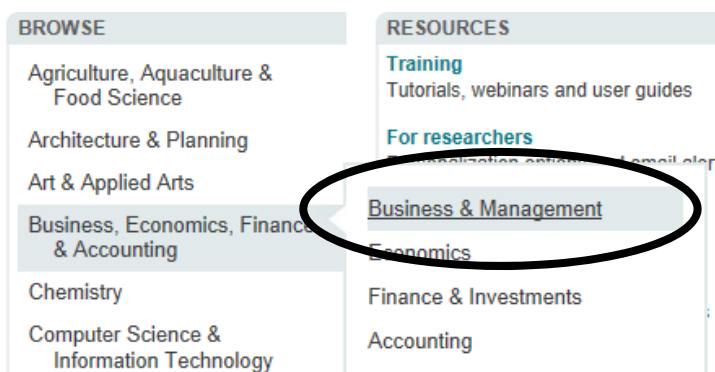 BROWSE
Agriculture, Aquaculture &
Food Science
Architecture & Planning
Art & Applied Arts
Business, Economics, Finance
& Accounting
Chemistry
Computer Science &
Information Technology
RESOURCES
Training
Tutorials, webinars and user guides
For researchers
Business & Management
Economics
Finance & Investments
Accounting